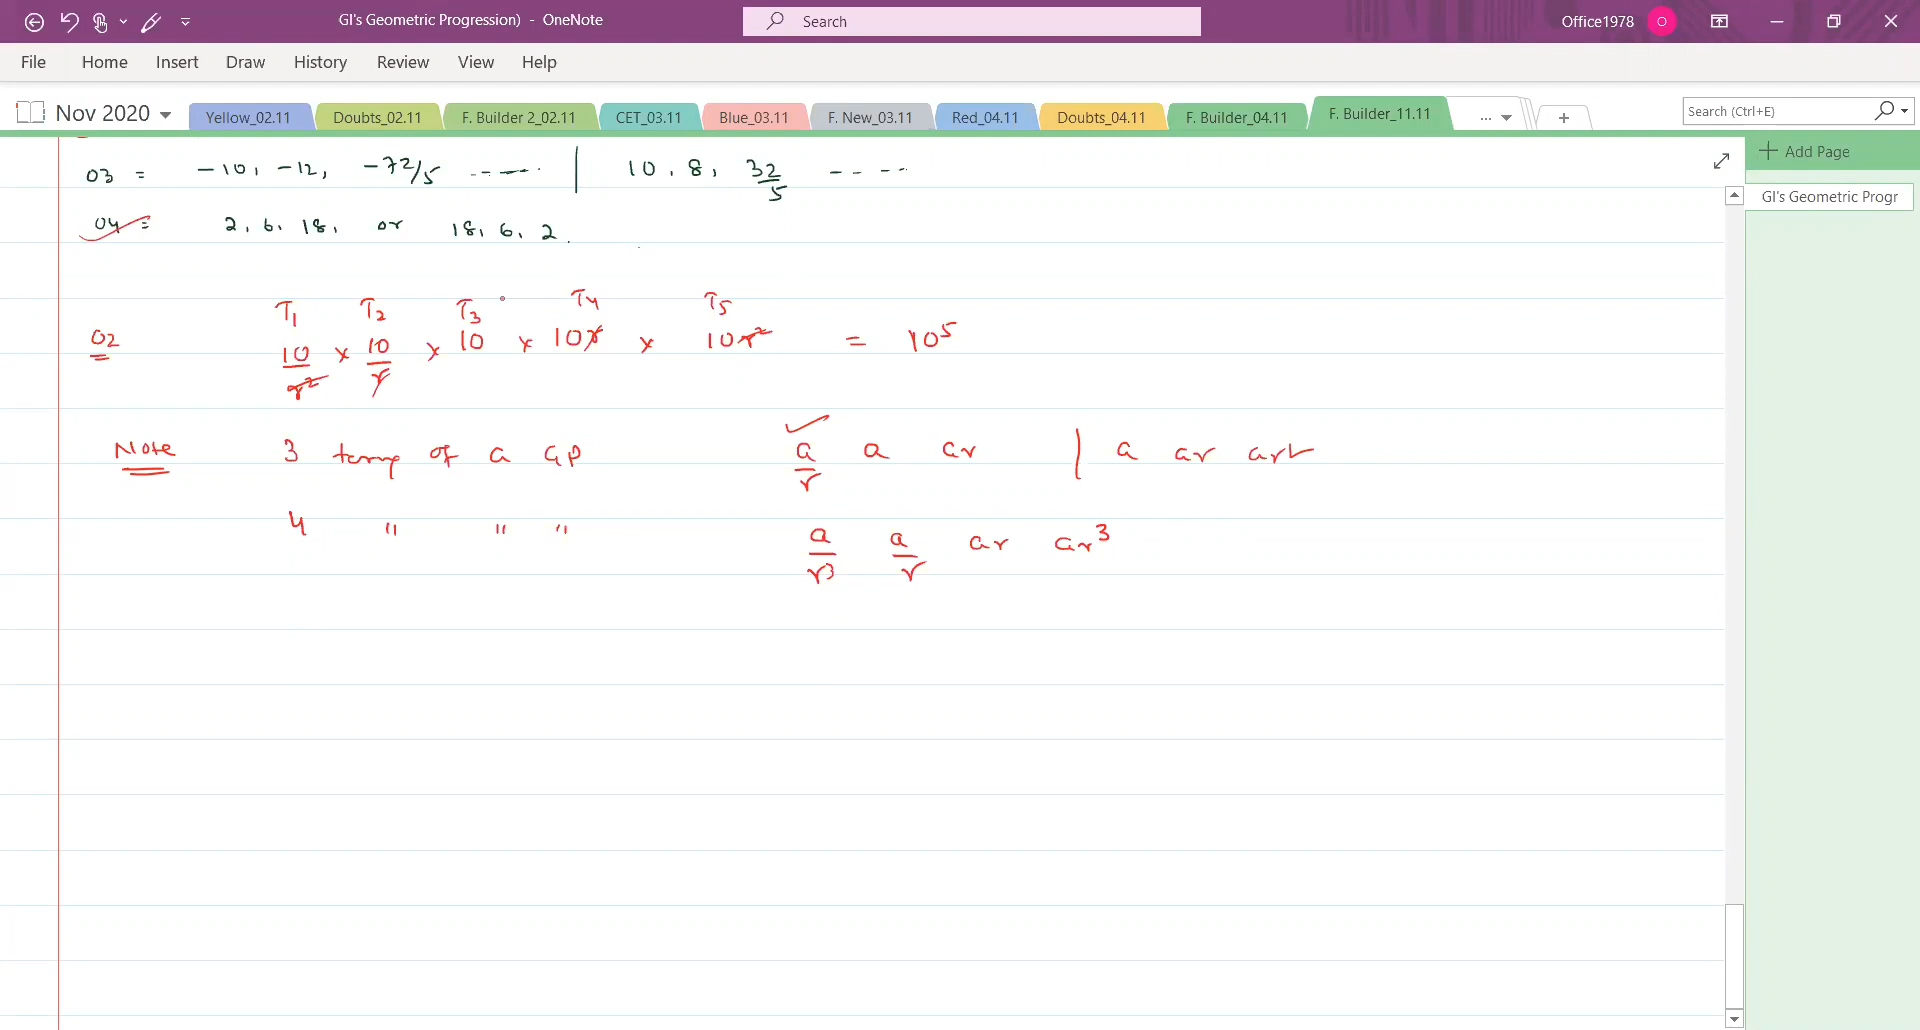 GI's Geometric Progression) - OneNote
Search
Office1978
O
File Home Insert Draw History Review View Help
Nov 2020
Yellow_02.11 Doubts_02.11 F. Builder 2_02.11 CET_03.11 Blue_03.11 F. New_03.11 Red_04.11 Doubts_04.11 F. Builder_04.11 F. Builder_11.11 ... +
Search (Ctrl+E)
Add Page
GI's Geometric Progr
03 = -10, -12, -72/5 ------ | 10, 8, 32/5 -----
04 = 2, 6, 18, or 18, 6, 2.
T1 T2 T3 T4 T5
02 10/r² × 10/r × 10 × 10r × 10r² = 10⁵
Note 3 terms of a GP a/r a ar | a ar ar²
4 " " " a/r³ a/r ar ar³